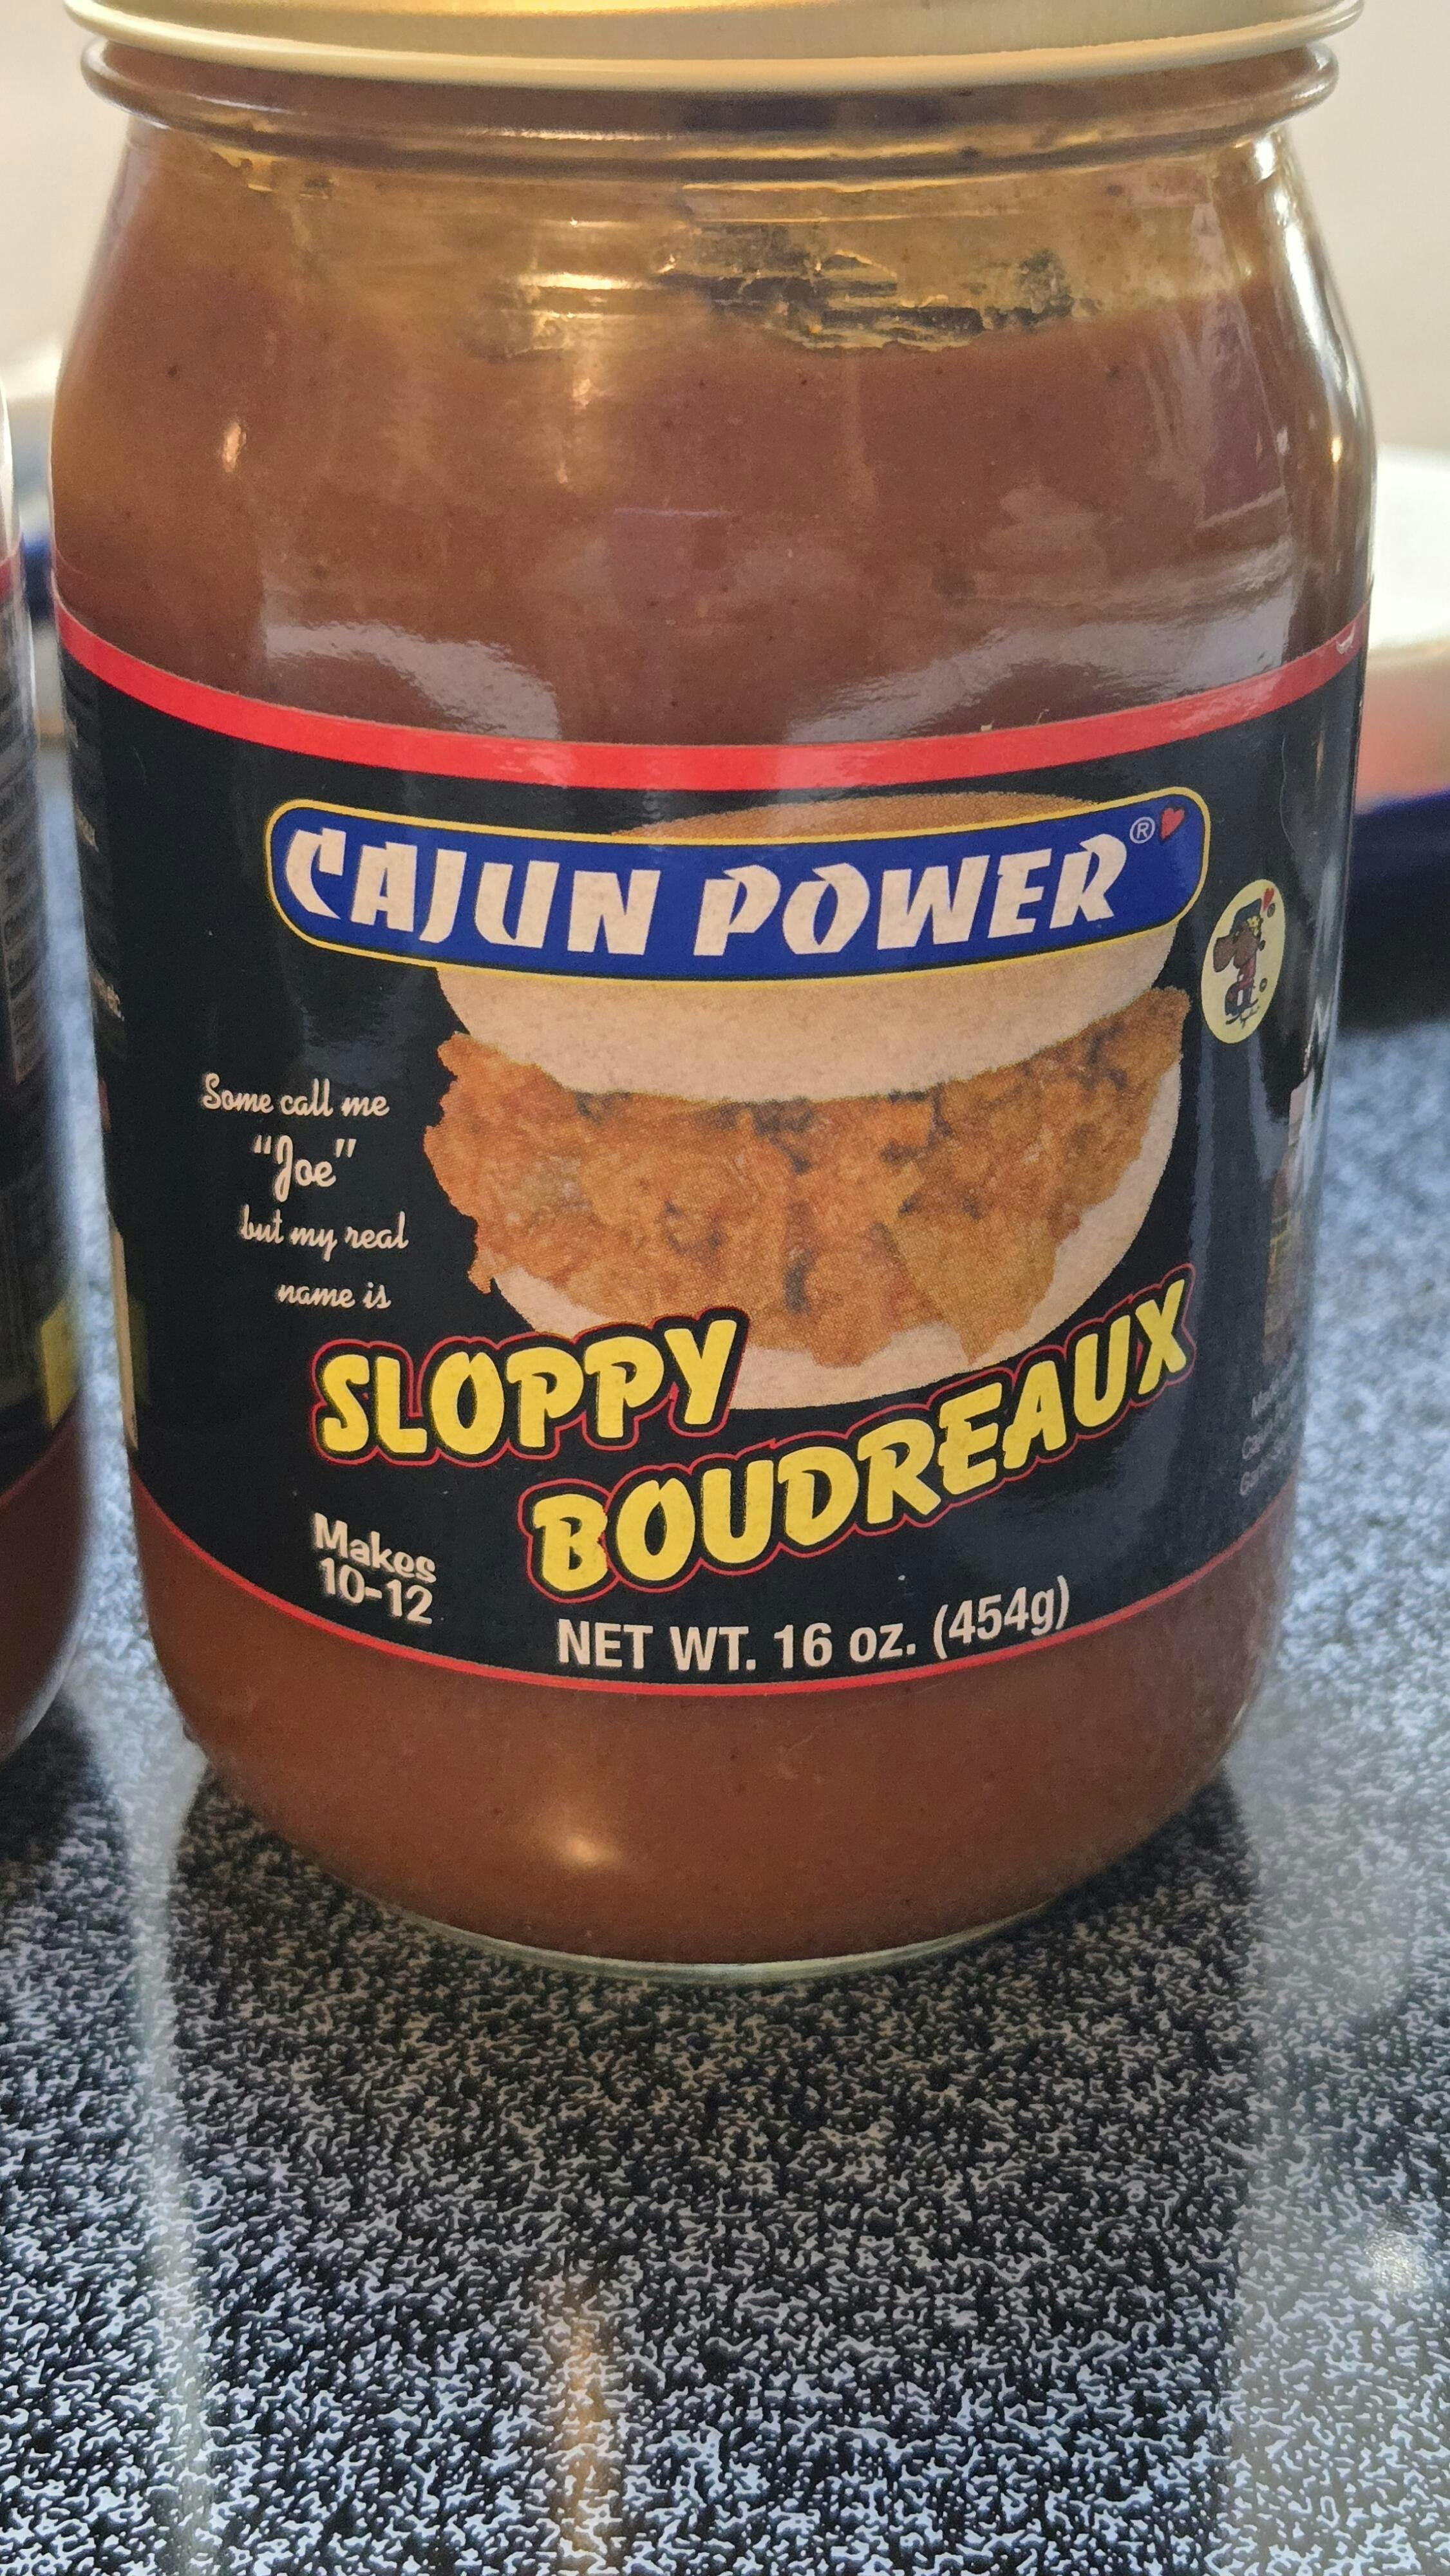 CAJUN POWER®
Some call me
“Joe”
but my real
name is
SLOPPY
BOUDREAUX
Makes
10-12
NET WT. 16 oz. (454g)